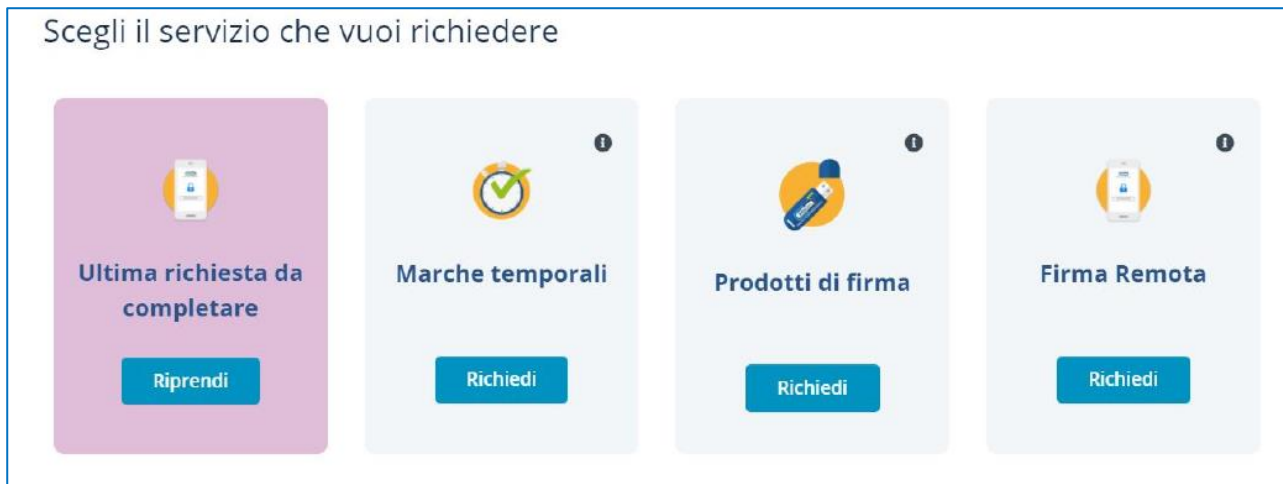 Scegli il servizio che vuoi richiedere
Ultima richiesta da
completare
Riprendi
Marche temporali
Richiedi
Prodotti di firma
Richiedi
Firma Remota
Richiedi